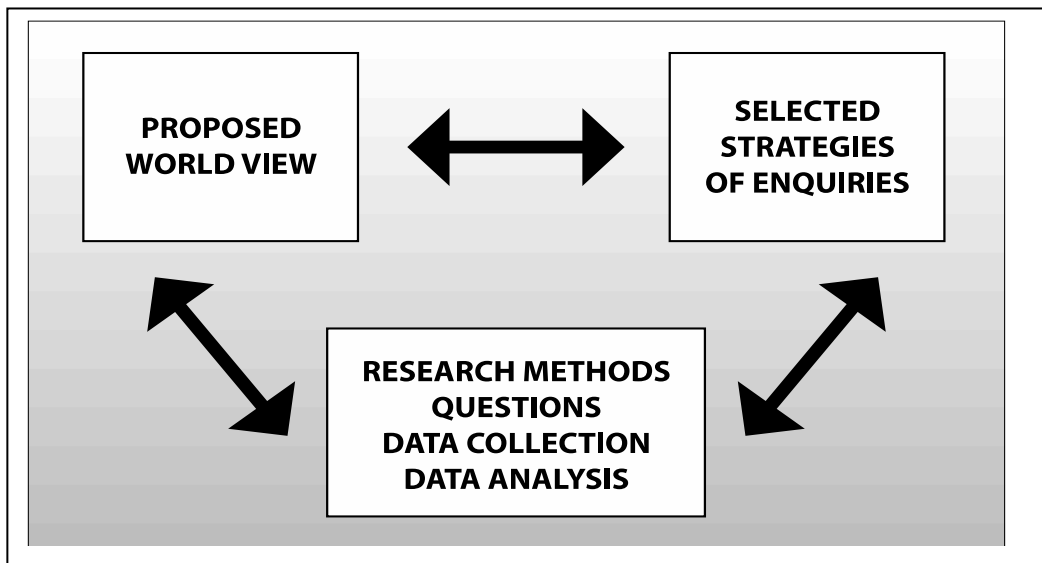 PROPOSED
WORLD VIEW
SELECTED
STRATEGIES
OF ENQUIRIES
RESEARCH METHODS
QUESTIONS
DATA COLLECTION
DATA ANALYSIS